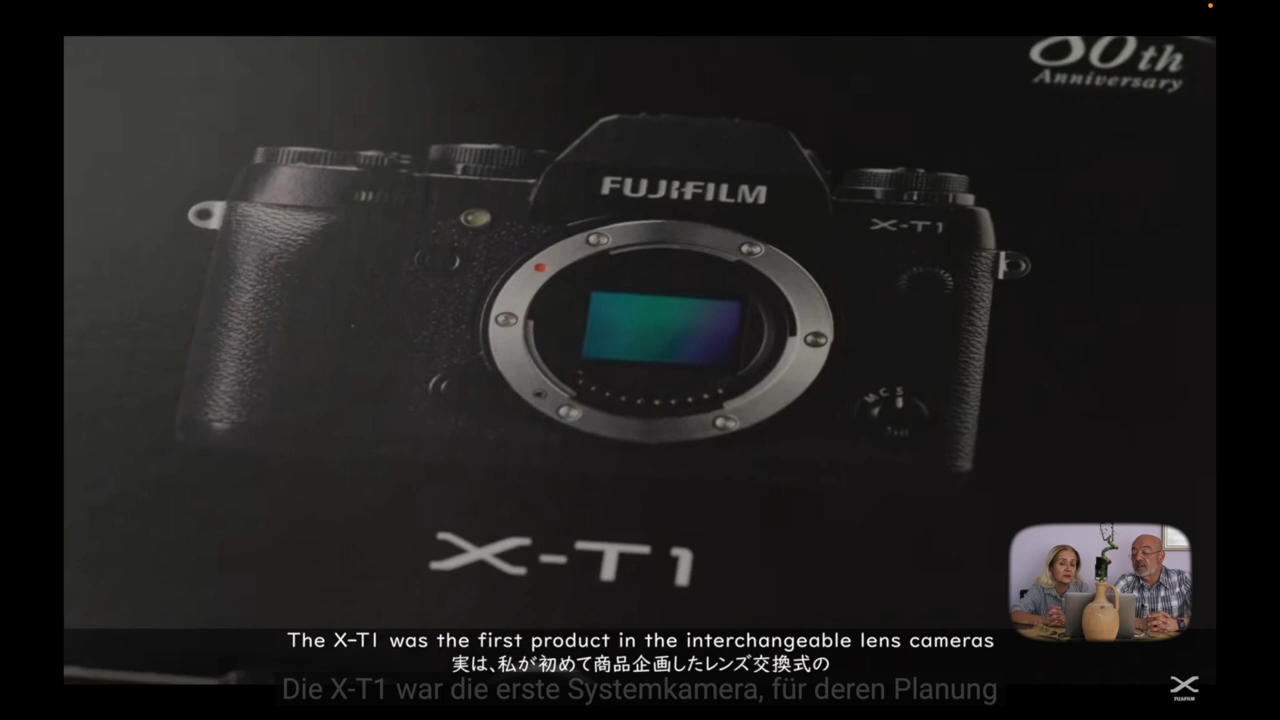 80th
Anniversary
FUJIFILM
X-T1
M C S
X-T1
The X-T1 was the first product in the interchangeable lens cameras
実は、私が初めて商品企画したレンズ交換式の
Die X-T1 war die erste Systemkamera, für deren Planung
FUJIFILM